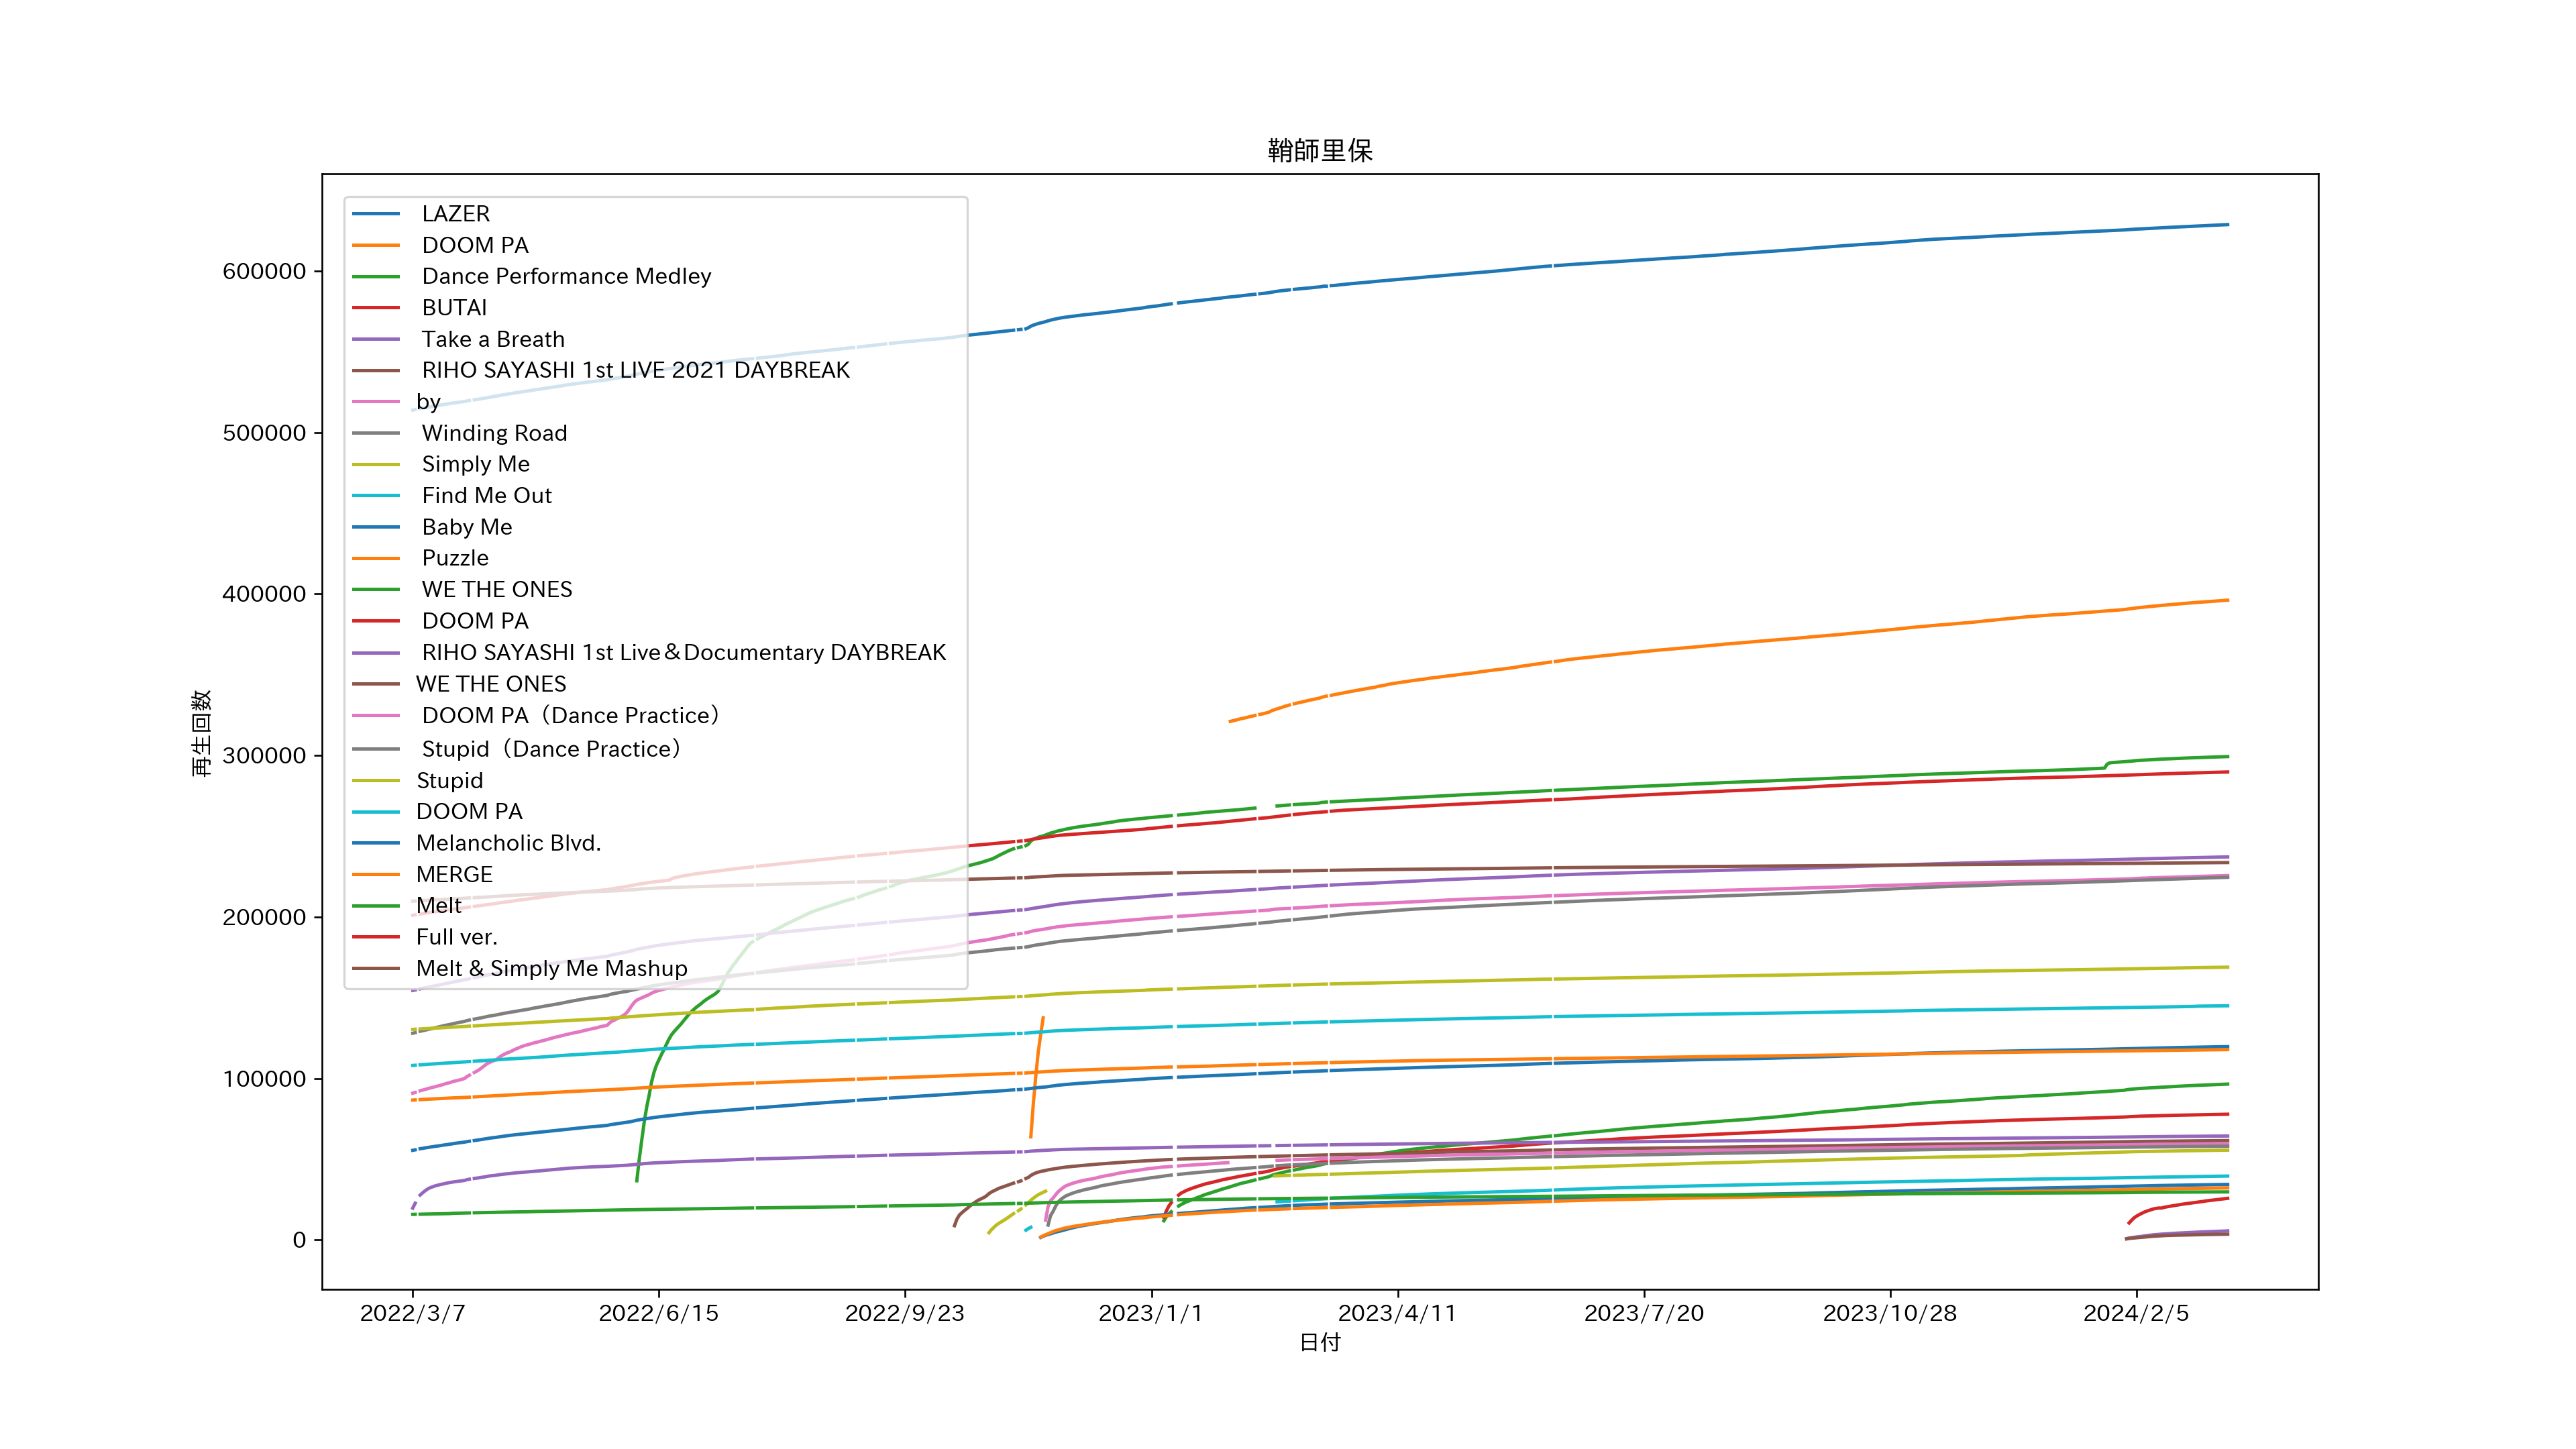 鞘師里保
LAZER
DOOM PA
Dance Performance Medley
BUTAI
Take a Breath
RIHO SAYASHI 1st LIVE 2021 DAYBREAK
by
Winding Road
Simply Me
Find Me Out
Baby Me
Puzzle
WE THE ONES
DOOM PA
RIHO SAYASHI 1st Live＆Documentary DAYBREAK
WE THE ONES
DOOM PA（Dance Practice）
Stupid（Dance Practice）
Stupid
DOOM PA
Melancholic Blvd.
MERGE
Melt
Full ver.
Melt & Simply Me Mashup
600000
500000
400000
300000
200000
100000
0
再生回数
2022/3/7 2022/6/15 2022/9/23 2023/1/1 2023/4/11 2023/7/20 2023/10/28 2024/2/5
日付